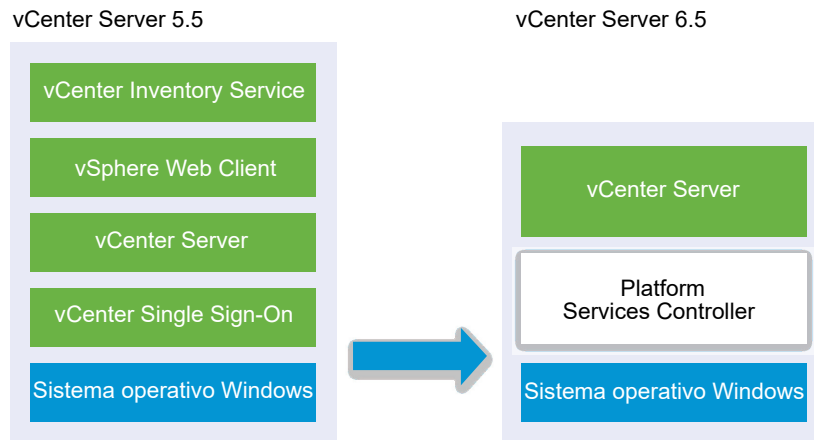 vCenter Server 5.5
vCenter Inventory Service
vSphere Web Client
vCenter Server
vCenter Single Sign-On
Sistema operativo Windows
vCenter Server 6.5
vCenter Server
Platform
Services Controller
Sistema operativo Windows